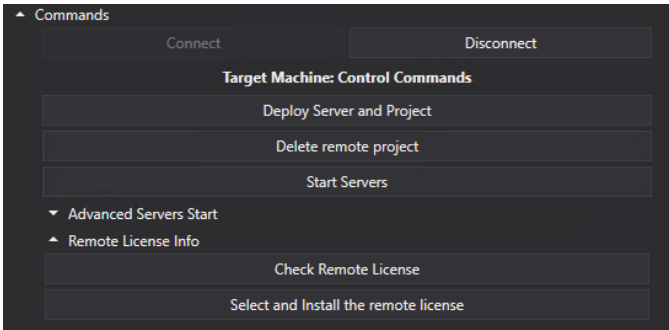 Commands
Connect Disconnect
Target Machine: Control Commands
Deploy Server and Project
Delete remote project
Start Servers
Advanced Servers Start
Remote License Info
Check Remote License
Select and Install the remote license